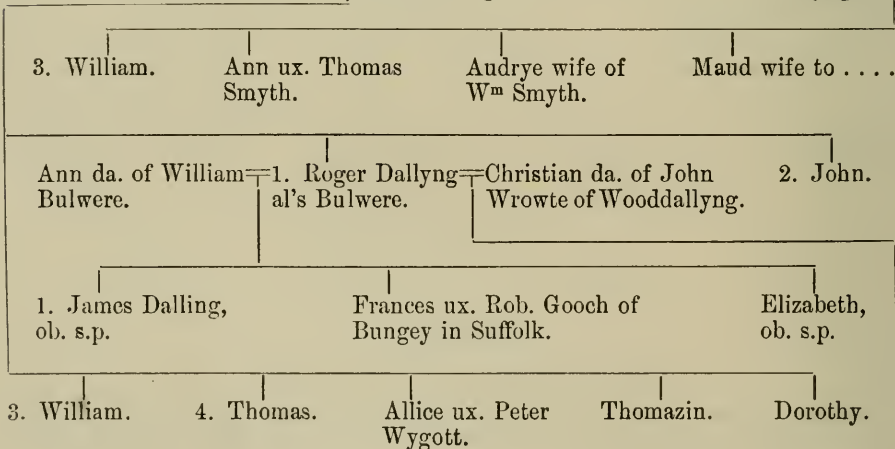 3. William. Ann ux. Thomas Audrye wife of Maud wife to . . . .
Smyth. Wm Smyth.
Ann da. of William 1. Roger Dallyng Christian da. of John 2. John.
Bulwere. al's Bulwere. Wrowte of Wooddallyng.
1. James Dalling, Frances ux. Rob. Gooch of Elizabeth,
ob. s.p. Bungey in Suffolk. ob. s.p.
3. William. 4. Thomas. Allice ux. Peter Thomazin. Dorothy.
Wygott.